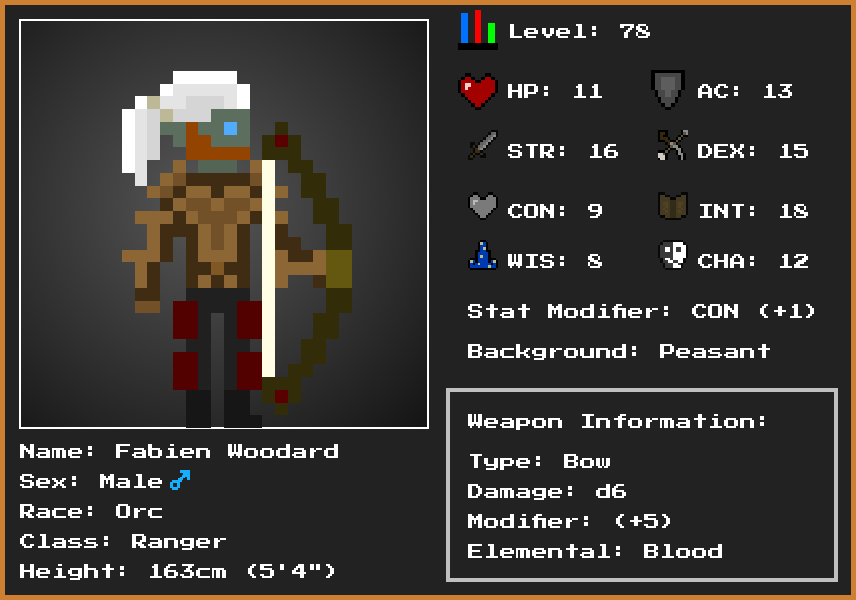 Level: 78
HP: 11 AC: 13
STR: 16 DEX: 15
CON: 9 INT: 18
WIS: 8 CHA: 12
Stat Modifier: CON (+1)
Background: Peasant
Weapon Information:
Type: Bow
Damage: d6
Modifier: (+5)
Elemental: Blood
Name: Fabien Woodard
Sex: Male ♂
Race: Orc
Class: Ranger
Height: 163cm (5'4")